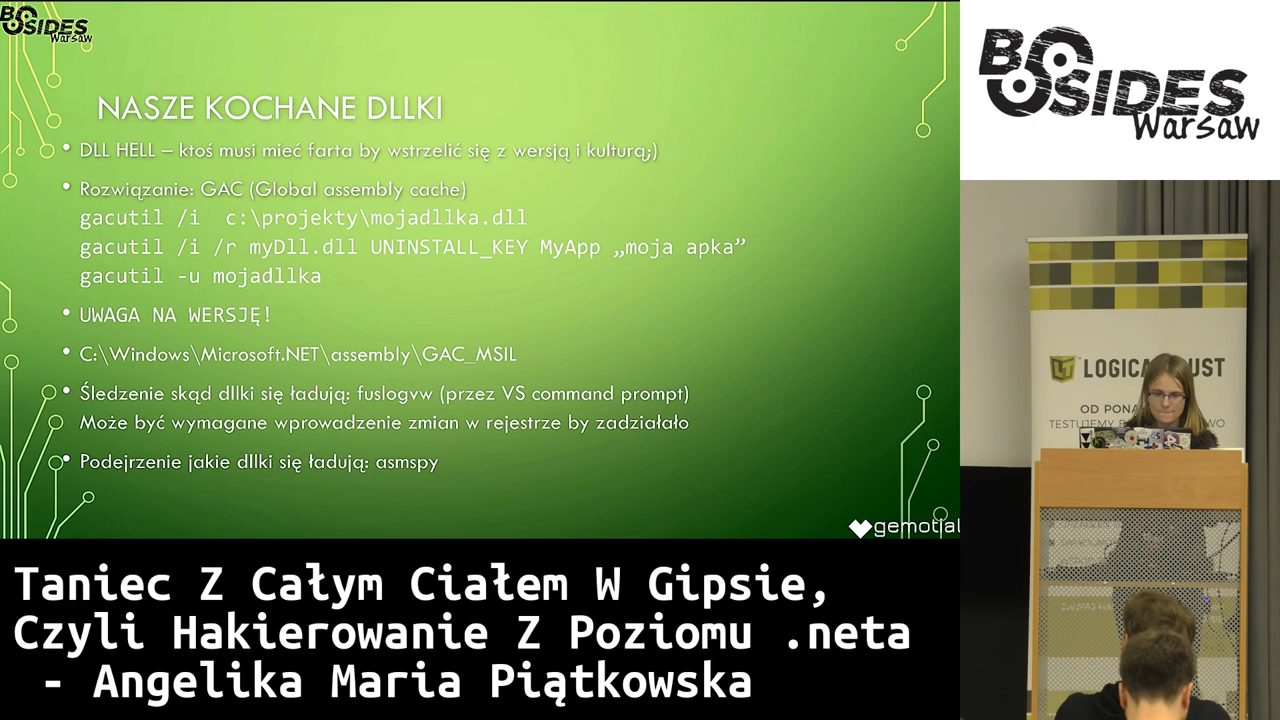 BSIDES
Warsaw
NASZE KOCHANE DLLKI
• DLL HELL – ktoś musi mieć farta by wstrzelić się z wersją i kulturą;)
• Rozwiązanie: GAC (Global assembly cache)
gacutil /i  c:\projekty\mojadllka.dll
gacutil /i /r myDll.dll UNINSTALL_KEY MyApp „moja apka”
gacutil -u mojadllka
• UWAGA NA WERSJĘ!
• C:\Windows\Microsoft.NET\assembly\GAC_MSIL
• Śledzenie skąd dllki się ładują: fuslogvw (przez VS command prompt)
Może być wymagane wprowadzenie zmian w rejestrze by zadziałało
• Podejrzenie jakie dllki się ładują: asmspy
gemotial
Taniec Z Całym Ciałem W Gipsie,
Czyli Hakierowanie Z Poziomu .neta
- Angelika Maria Piątkowska
BSIDES
Warsaw
LT LOGICAL TRUST
OD PONA
TESTUJEMY